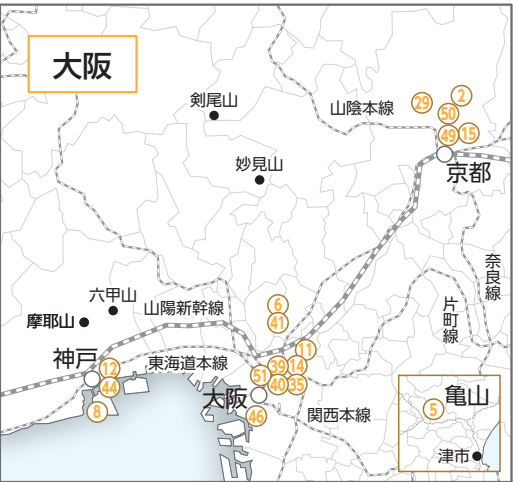 大阪
剣尾山
山陰本線
29
2
50
49
15
京都
妙見山
奈良線
片町線
六甲山
摩耶山
山陽新幹線
6
41
神戸
12
44
8
東海道本線
11
39
14
51
40
35
大阪
46
関西本線
亀山
5
津市